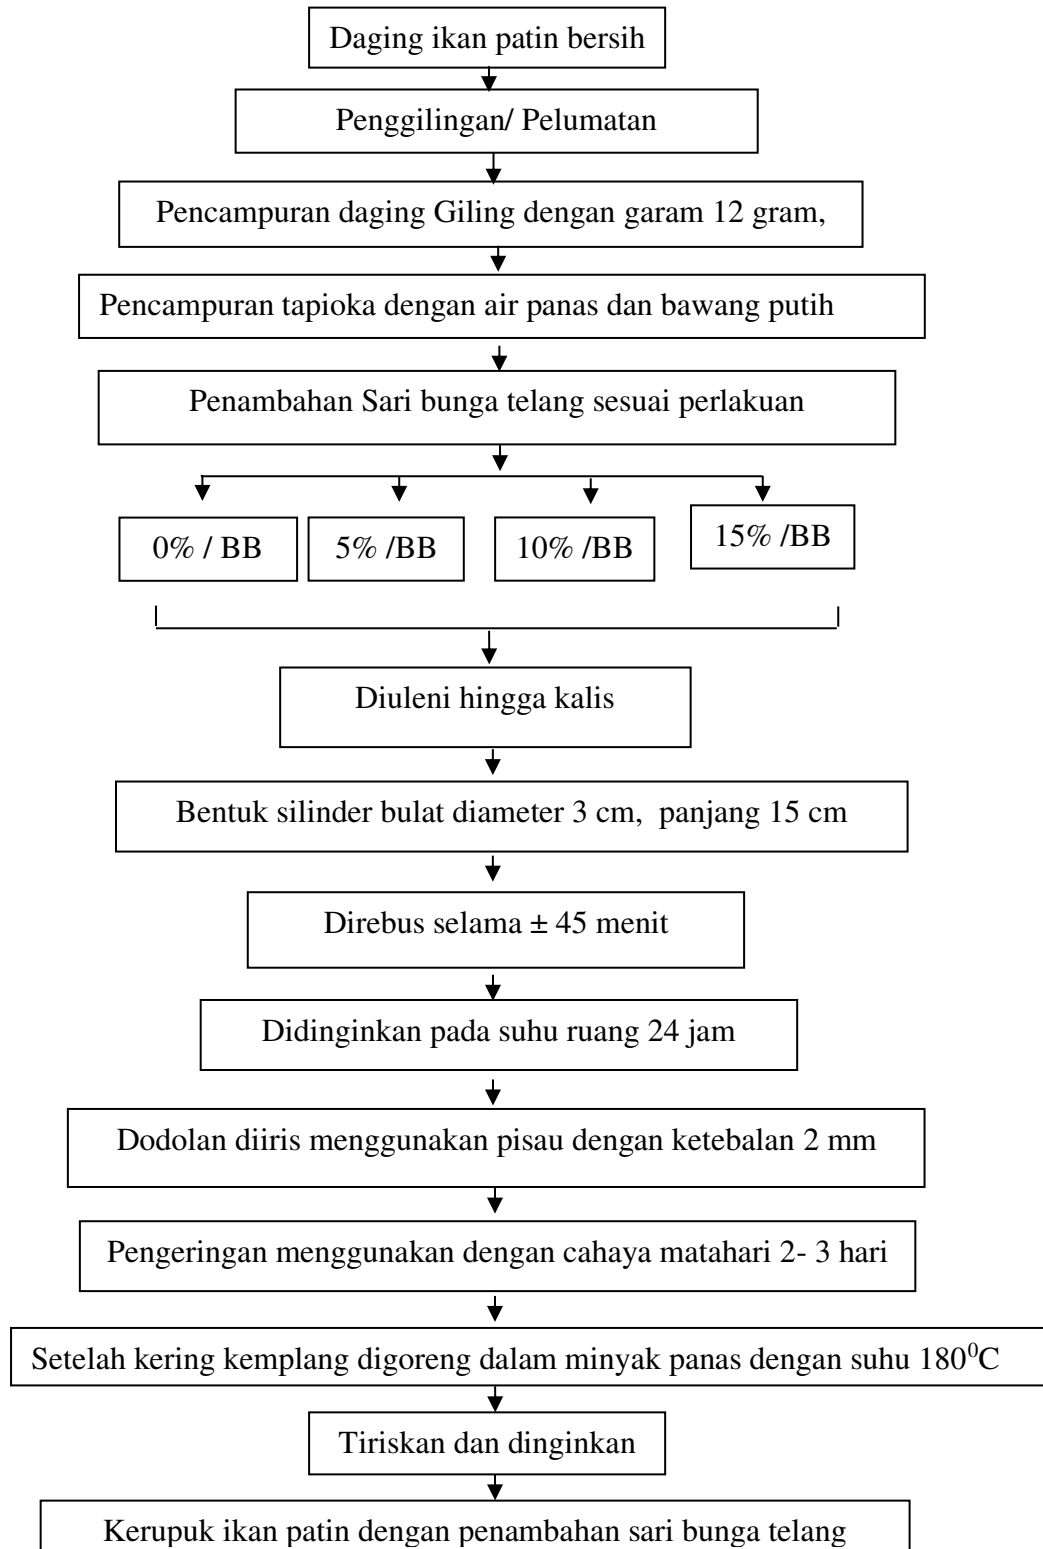 Daging ikan patin bersih
Penggilingan/ Pelumatan
Pencampuran daging Giling dengan garam 12 gram,
Pencampuran tapioka dengan air panas dan bawang putih
Penambahan Sari bunga telang sesuai perlakuan
0% / BB
5% /BB
10% /BB
15% /BB
Diuleni hingga kalis
Bentuk silinder bulat diameter 3 cm,  panjang 15 cm
Direbus selama ± 45 menit
Didinginkan pada suhu ruang 24 jam
Dodolan diiris menggunakan pisau dengan ketebalan 2 mm
Pengeringan menggunakan dengan cahaya matahari 2- 3 hari
Setelah kering kemplang digoreng dalam minyak panas dengan suhu 180⁰C
Tiriskan dan dinginkan
Kerupuk ikan patin dengan penambahan sari bunga telang